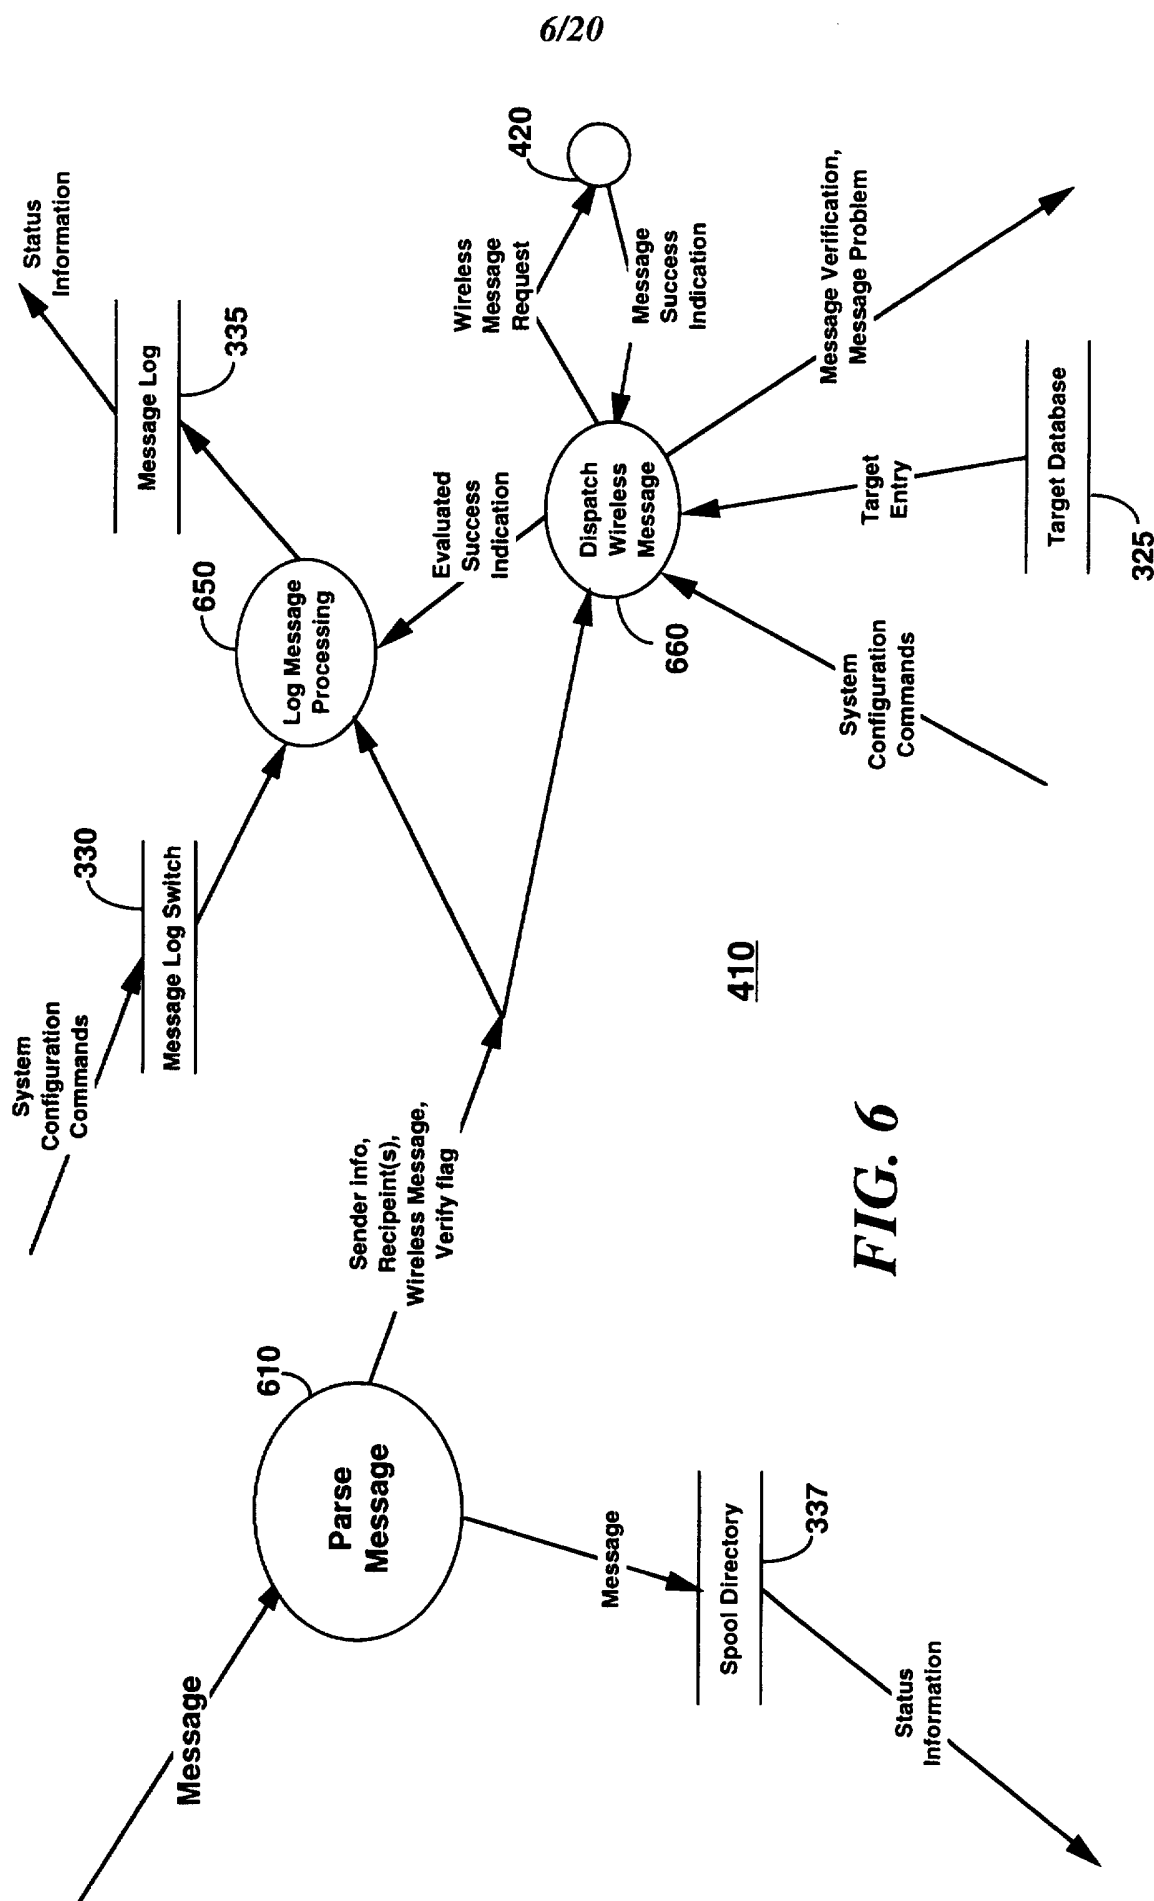 6/20
System
Configuration
Commands
330
Message Log Switch
Status
Information
Message Log
335
650
Log Message
Processing
Message
610
Parse
Message
Sender info,
Recipeint(s),
Wireless Message,
Verify flag
Evaluated
Success
Indication
Wireless
Message
Request
420
Message
Success
Indication
Dispatch
Wireless
Message
660
Message Verification,
Message Problem
Target
Entry
Target Database
325
System
Configuration
Commands
Message
Spool Directory
337
Status
Information
410
FIG. 6